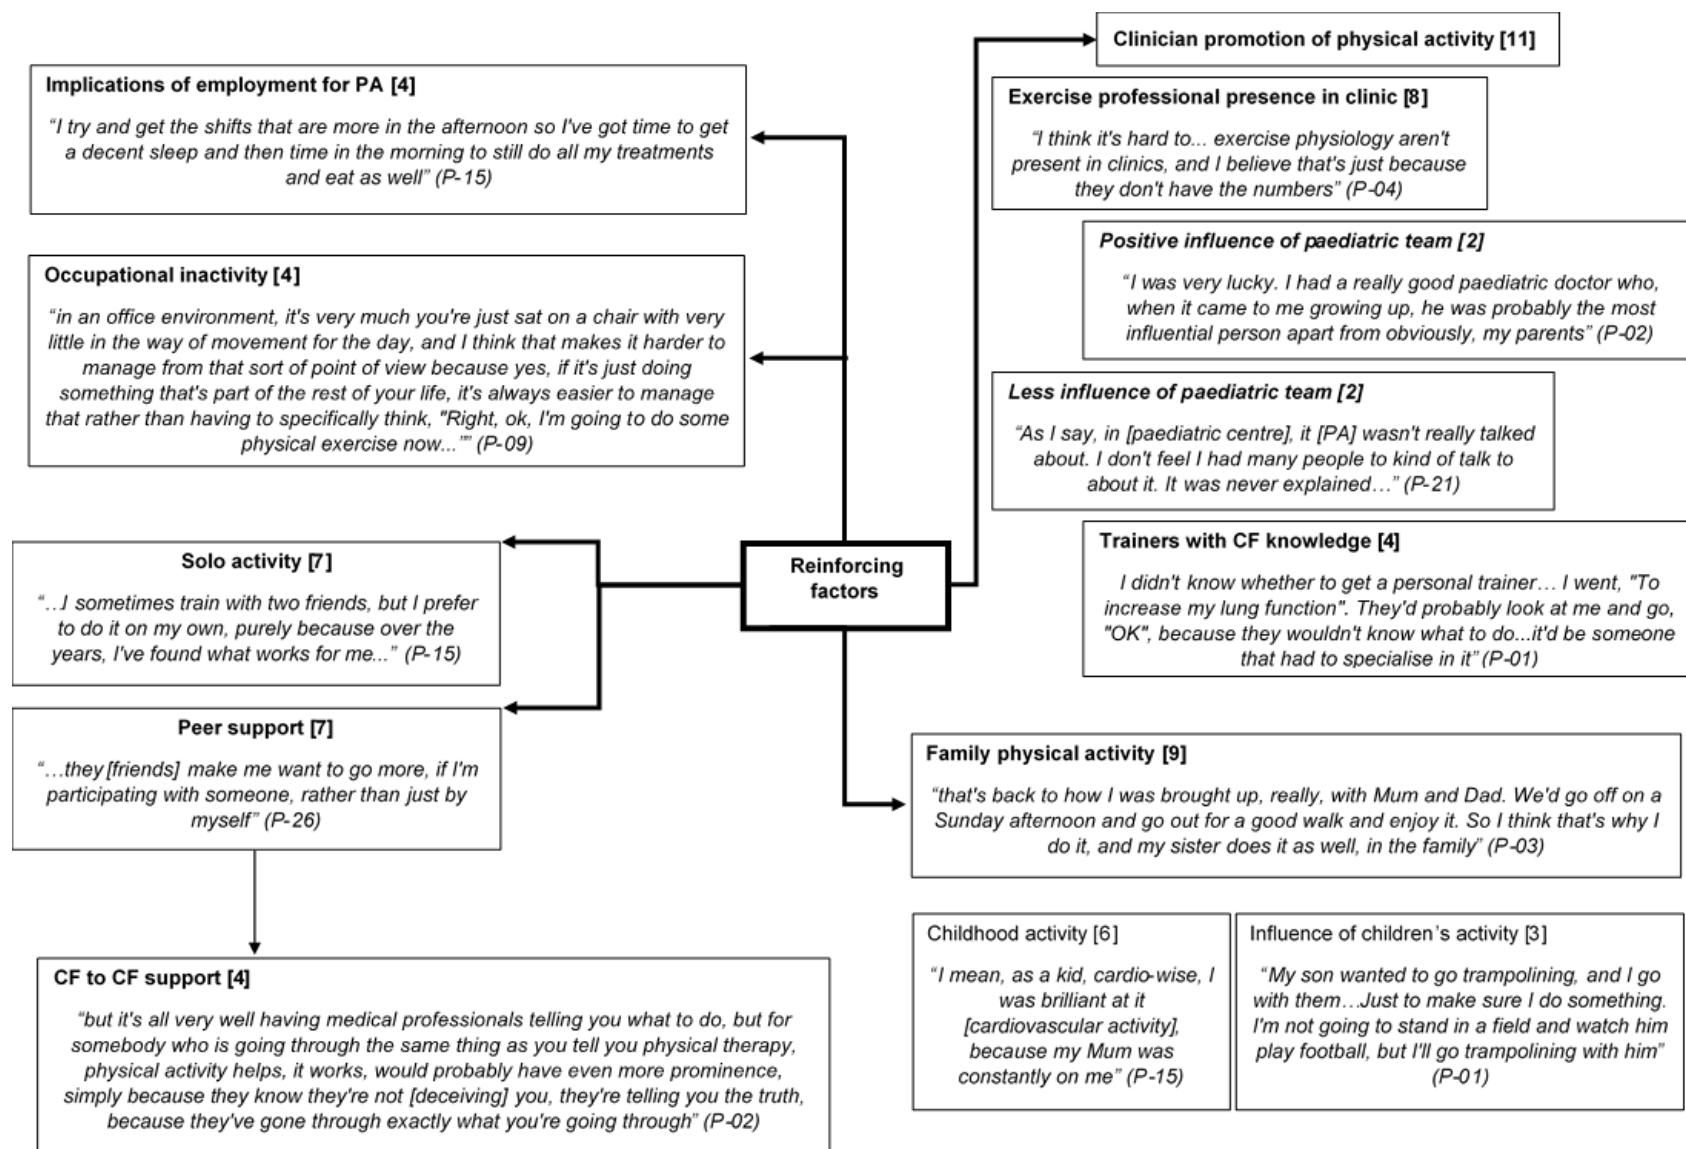 Implications of employment for PA [4]
“I try and get the shifts that are more in the afternoon so I've got time to get
a decent sleep and then time in the morning to still do all my treatments
and eat as well” (P-15)
Occupational inactivity [4]
“in an office environment, it's very much you're just sat on a chair with very
little in the way of movement for the day, and I think that makes it harder to
manage from that sort of point of view because yes, if it's just doing
something that's part of the rest of your life, it's always easier to manage
that rather than having to specifically think, "Right, ok, I'm going to do some
physical exercise now..."” (P-09)
Solo activity [7]
“…I sometimes train with two friends, but I prefer
to do it on my own, purely because over the
years, I've found what works for me...” (P-15)
Peer support [7]
“…they [friends] make me want to go more, if I'm
participating with someone, rather than just by
myself” (P-26)
CF to CF support [4]
“but it's all very well having medical professionals telling you what to do, but for
somebody who is going through the same thing as you tell you physical therapy,
physical activity helps, it works, would probably have even more prominence,
simply because they know they're not [deceiving] you, they're telling you the truth,
because they've gone through exactly what you're going through” (P-02)
Reinforcing
factors
Clinician promotion of physical activity [11]
Exercise professional presence in clinic [8]
“I think it's hard to... exercise physiology aren't
present in clinics, and I believe that's just because
they don't have the numbers” (P-04)
Positive influence of paediatric team [2]
“I was very lucky. I had a really good paediatric doctor who,
when it came to me growing up, he was probably the most
influential person apart from obviously, my parents” (P-02)
Less influence of paediatric team [2]
“As I say, in [paediatric centre], it [PA] wasn't really talked
about. I don't feel I had many people to kind of talk to
about it. It was never explained…” (P-21)
Trainers with CF knowledge [4]
I didn't know whether to get a personal trainer… I went, "To
increase my lung function". They'd probably look at me and go,
"OK", because they wouldn't know what to do...it'd be someone
that had to specialise in it” (P-01)
Family physical activity [9]
“that's back to how I was brought up, really, with Mum and Dad. We'd go off on a
Sunday afternoon and go out for a good walk and enjoy it. So I think that's why I
do it, and my sister does it as well, in the family” (P-03)
Childhood activity [6]
“I mean, as a kid, cardio-wise, I
was brilliant at it
[cardiovascular activity],
because my Mum was
constantly on me” (P-15)
Influence of children’s activity [3]
“My son wanted to go trampolining, and I go
with them…Just to make sure I do something.
I'm not going to stand in a field and watch him
play football, but I'll go trampolining with him”
(P-01)